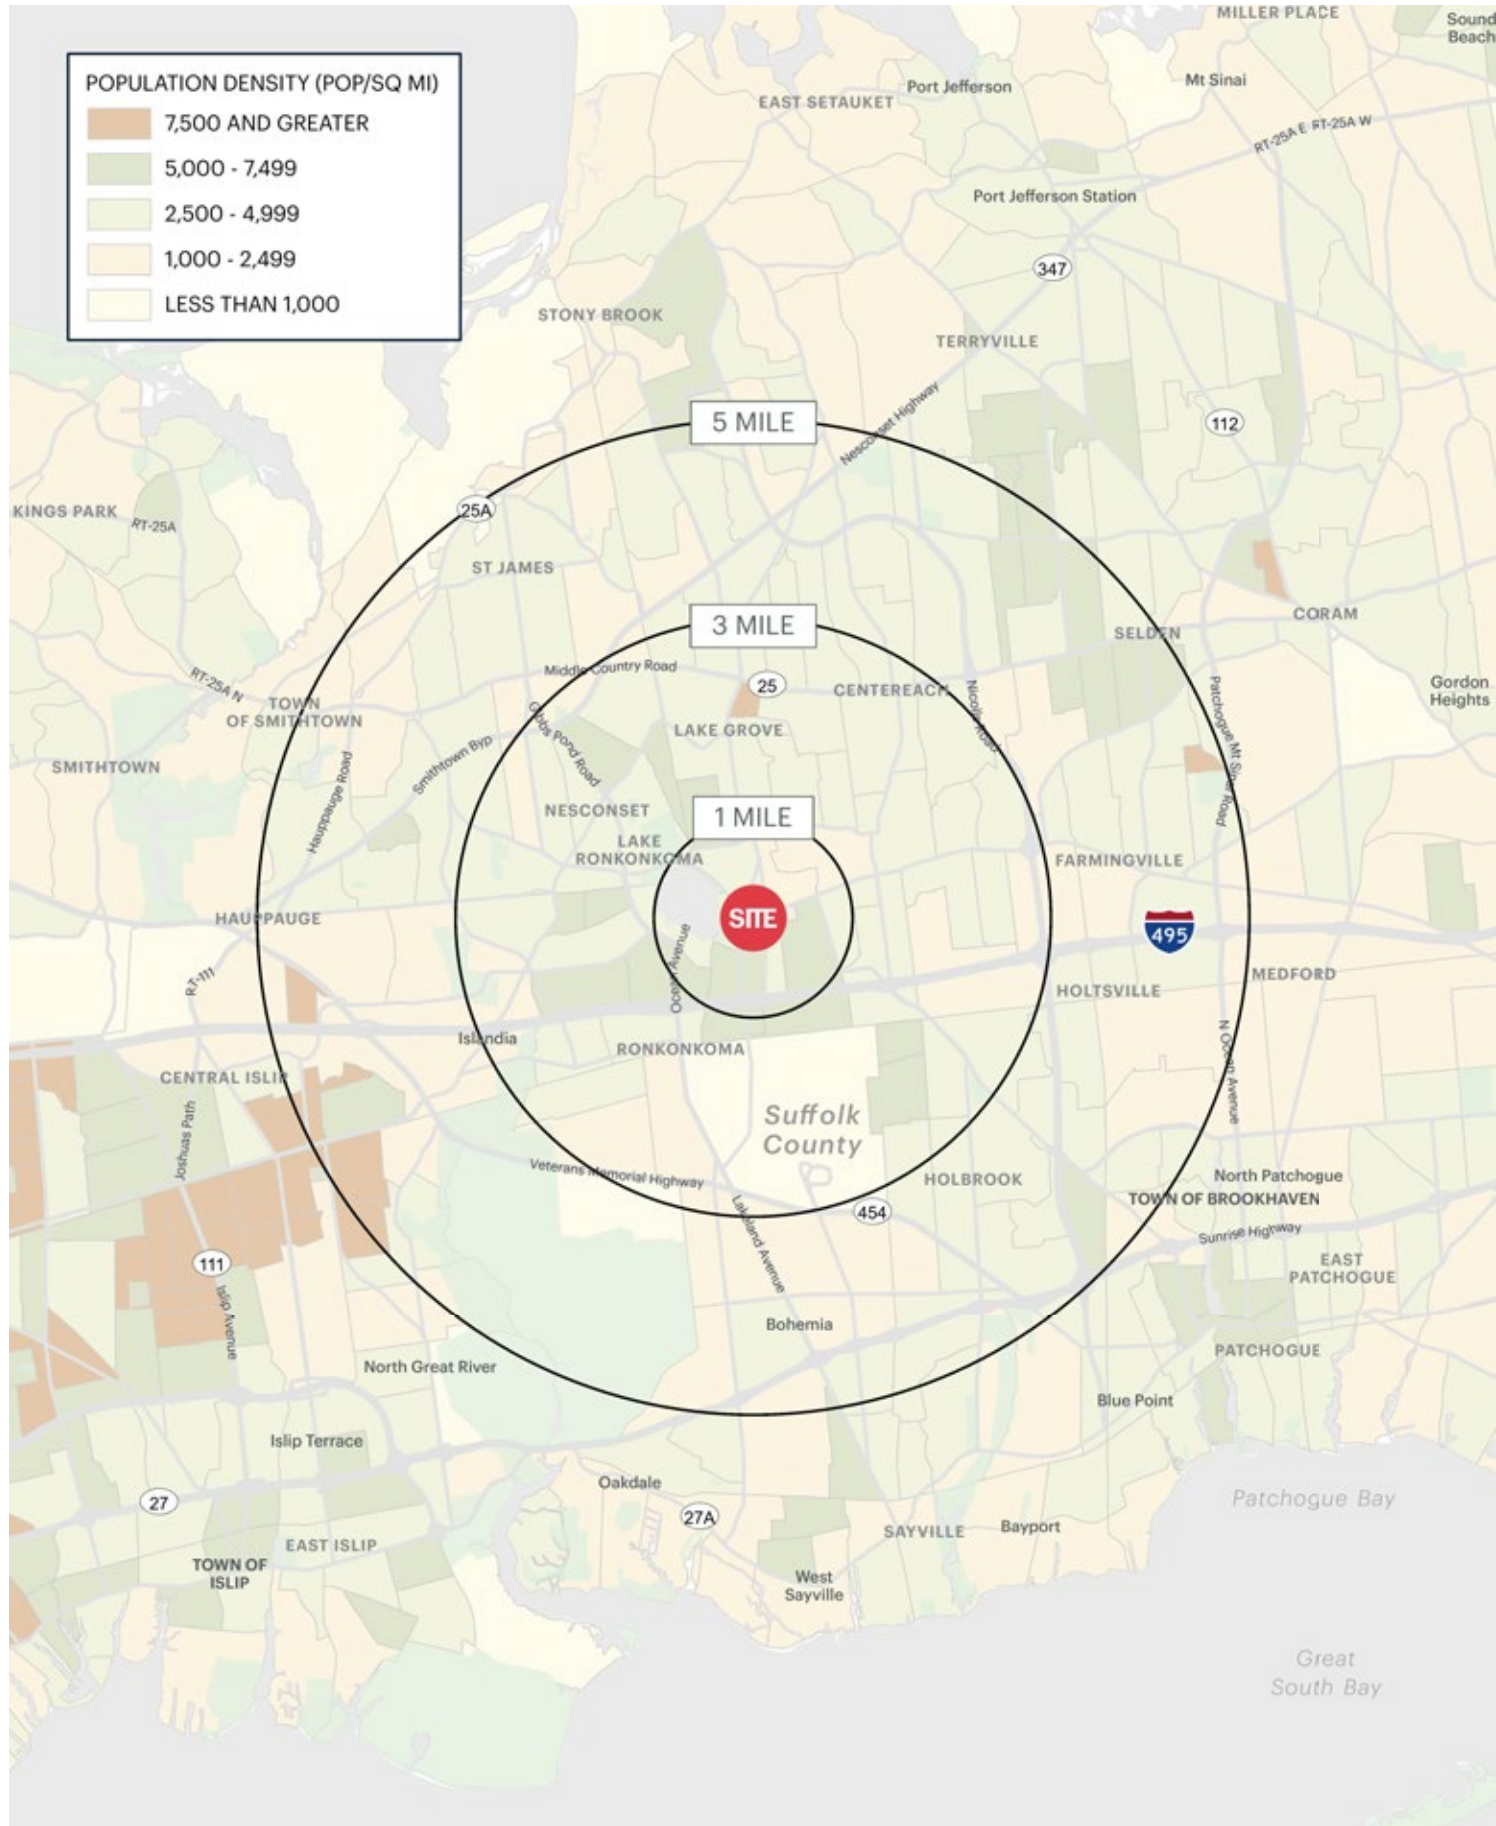 POPULATION DENSITY (POP/SQ MI)
7,500 AND GREATER
5,000 - 7,499
2,500 - 4,999
1,000 - 2,499
LESS THAN 1,000
MILLER PLACE
Sound
Beach
Mt Sinai
Port Jefferson
EAST SETAUKET
RT-25A E
RT-25A W
Port Jefferson Station
347
STONY BROOK
TERRYVILLE
Nesconset Highway
5 MILE
112
25A
KINGS PARK
RT-25A
ST JAMES
CORAM
3 MILE
SELDEN
Middle Country Road
RT-25A N
25
CENTEREACH
Nicolls Road
Patchogue Mt Sinai Road
Gordon
Heights
TOWN
OF SMITHTOWN
Gibbs Pond Road
LAKE GROVE
Smithtown Byp
SMITHTOWN
Hauppauge Road
NESCONSET
1 MILE
LAKE
RONKONKOMA
FARMINGVILLE
HAUPPAUGE
SITE
495
Ocean Avenue
RT-111
MEDFORD
HOLTSVILLE
Islandia
RONKONKOMA
N Ocean Avenue
CENTRAL ISLIP
Joshuas Path
Suffolk
County
Veterans Memorial Highway
HOLBROOK
North Patchogue
TOWN OF BROOKHAVEN
454
Lakeland Avenue
Sunrise Highway
111
EAST
PATCHOGUE
Islip Avenue
Bohemia
PATCHOGUE
North Great River
Blue Point
Islip Terrace
Oakdale
27
27A
Patchogue Bay
SAYVILLE
Bayport
EAST ISLIP
TOWN OF
ISLIP
West
Sayville
Great
South Bay